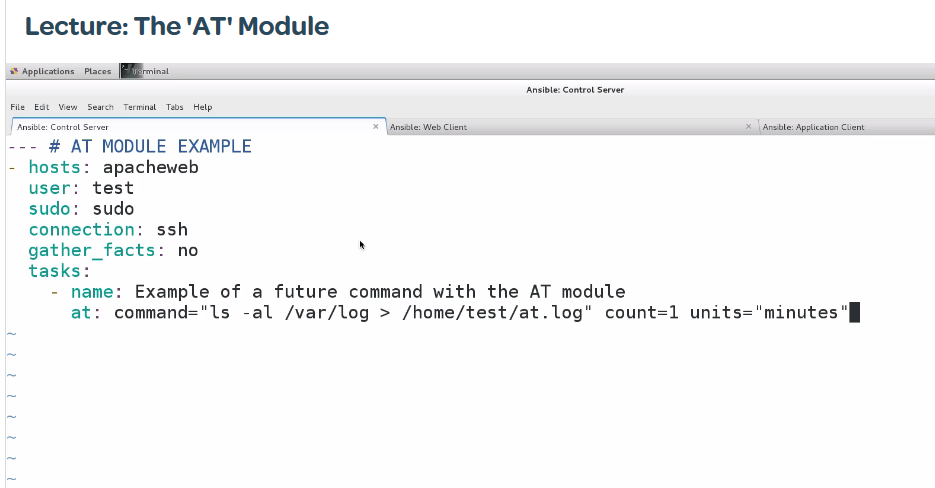 Lecture: The 'AT' Module
Applications Places Terminal
Ansible: Control Server
File Edit View Search Terminal Tabs Help
Ansible: Control Server × Ansible: Web Client × Ansible: Application Client
--- # AT MODULE EXAMPLE
- hosts: apacheweb
  user: test
  sudo: sudo
  connection: ssh
  gather_facts: no
  tasks:
    - name: Example of a future command with the AT module
      at: command="ls -al /var/log > /home/test/at.log" count=1 units="minutes"
~
~
~
~
~
~
~
~